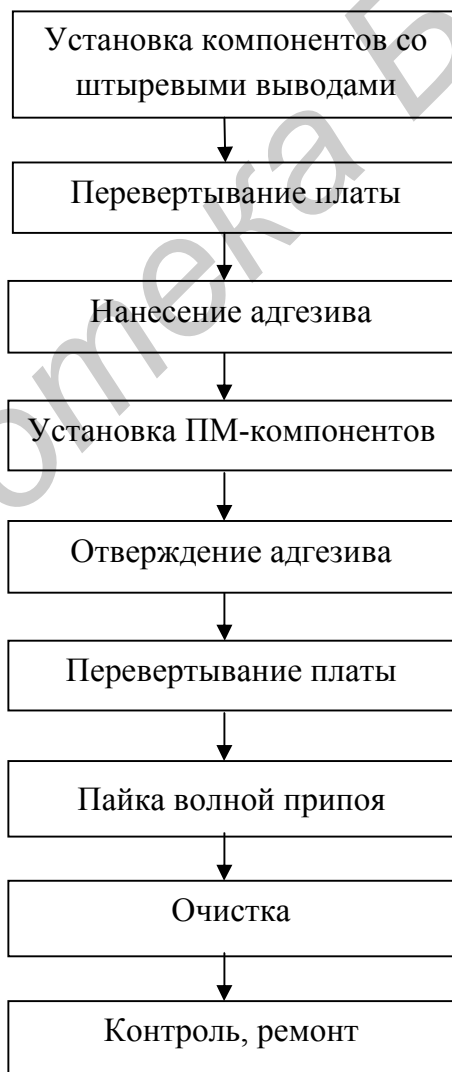 Установка компонентов со
штыревыми выводами
Перевертывание платы
Нанесение адгезива
Установка ПМ-компонентов
Отверждение адгезива
Перевертывание платы
Пайка волной припоя
Очистка
Контроль, ремонт
отека Б